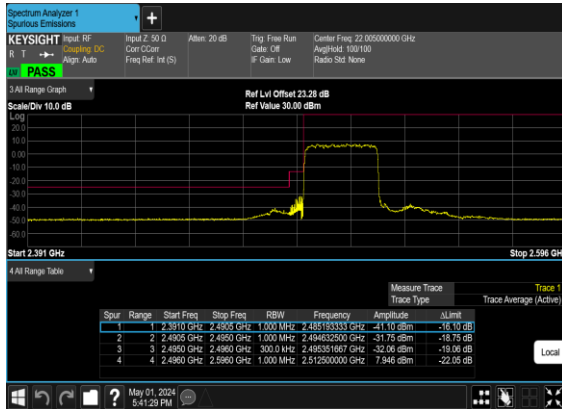 Spectrum Analyzer 1
Spurious Emissions
+
KEYSIGHT Input: RF Input Z: 50 Ω Atten: 20 dB Trig: Free Run Center Freq: 22.005000000 GHz
R T Coupling: DC Corr CCorr Gate: Off Avg|Hold: 100/100
Align: Auto Freq Ref: Int (S) IF Gain: Low Radio Std: None
LXI PASS
3 All Range Graph
Ref Lvl Offset 23.28 dB
Scale/Div 10.0 dB Ref Value 30.00 dBm
Log
20.0
10.0
0.00
-10.0
-20.0
-30.0
-40.0
-50.0
-60.0
Start 2.391 GHz Stop 2.596 GH
4 All Range Table
Measure Trace Trace 1
Trace Type Trace Average (Active)
Spur Range Start Freq Stop Freq RBW Frequency Amplitude ΔLimit
1 1 2.3910 GHz 2.4905 GHz 1.000 MHz 2.485193333 GHz -41.10 dBm -16.10 dB
2 2 2.4905 GHz 2.4950 GHz 1.000 MHz 2.494632500 GHz -31.75 dBm -18.75 dB
3 3 2.4950 GHz 2.4960 GHz 300.0 kHz 2.495351667 GHz -32.06 dBm -19.06 dB
4 4 2.4960 GHz 2.5960 GHz 1.000 MHz 2.512500000 GHz 7.946 dBm -22.05 dB
Local
?
May 01, 2024
5:41:29 PM